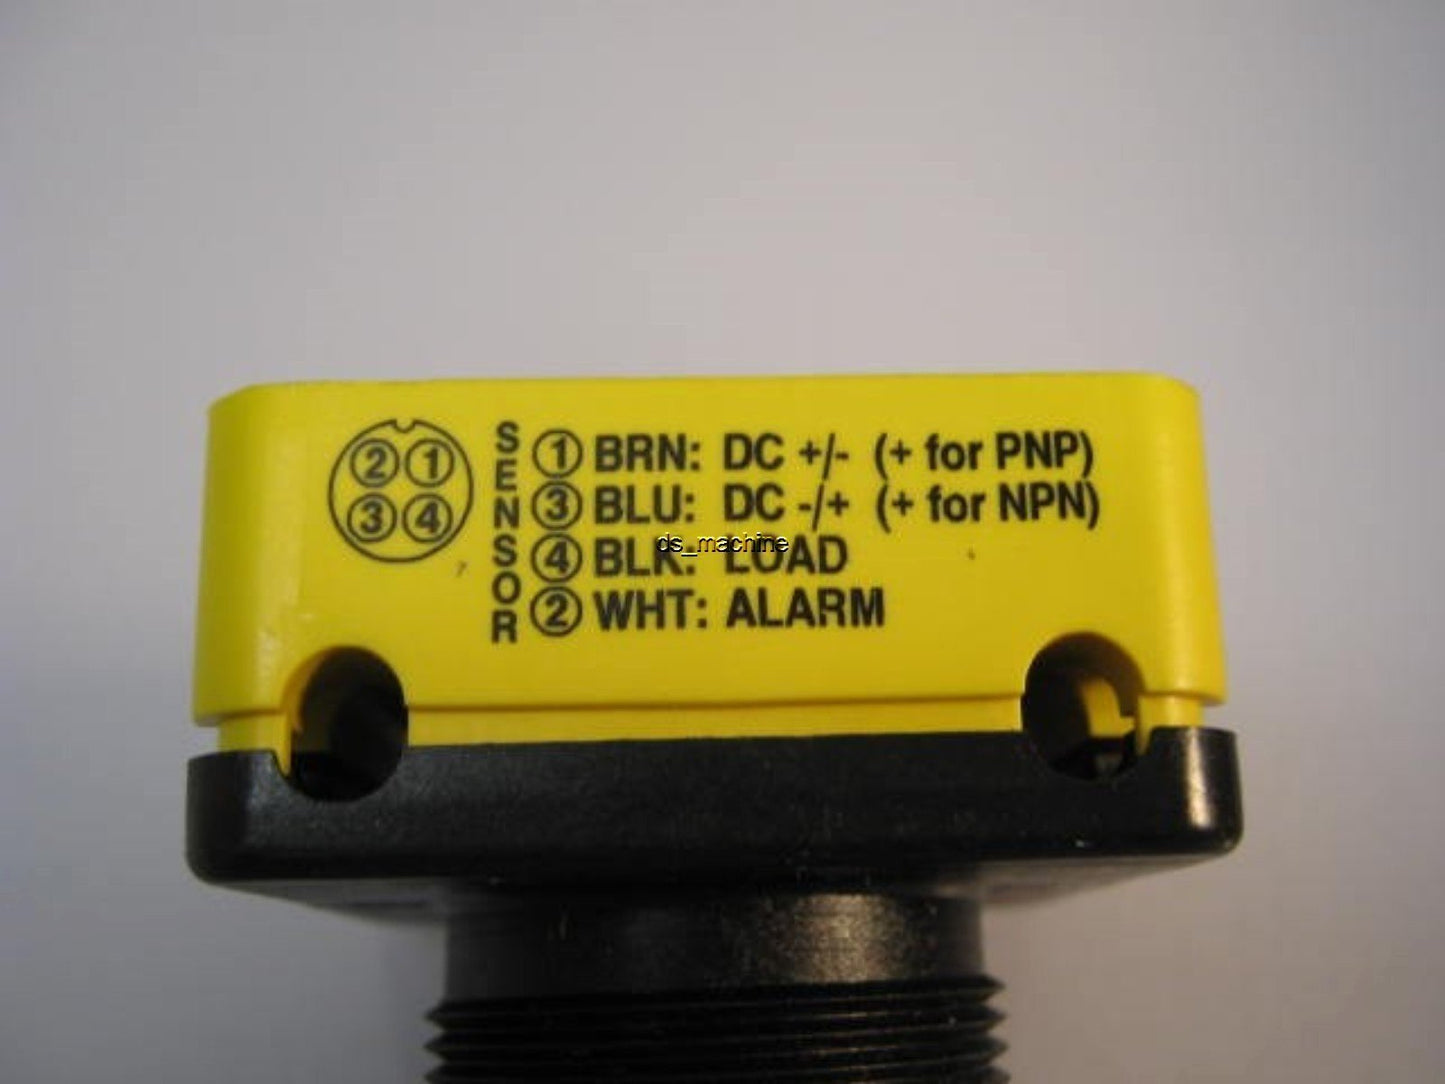 2 1
3 4
SENSOR
1 BRN: DC +/- (+ for PNP)
3 BLU: DC -/+ (+ for NPN)
ds_machine
4 BLK: LOAD
2 WHT: ALARM